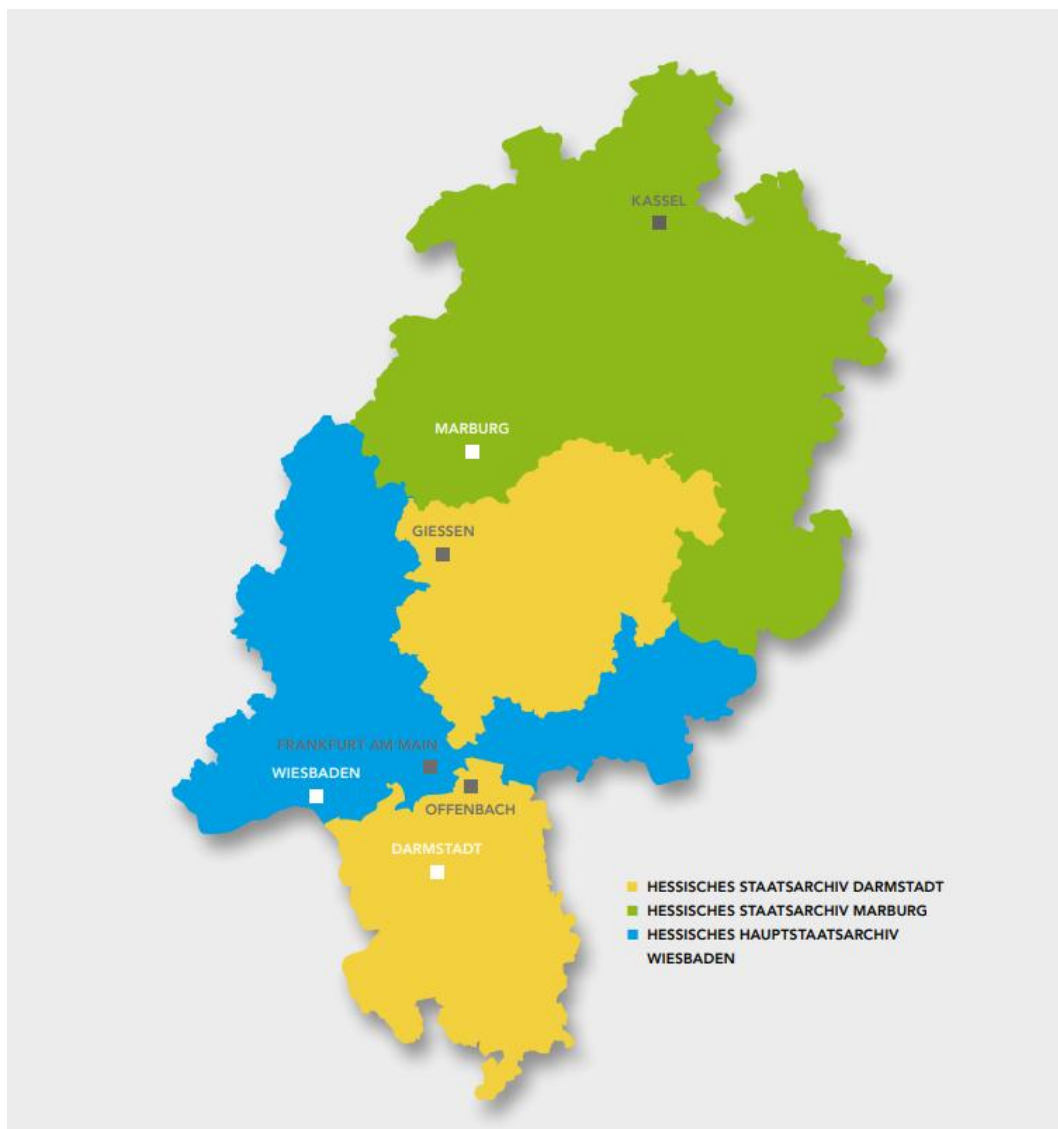 KASSEL
MARBURG
GIESSEN
FRANKFURT AM MAIN
WIESBADEN
OFFENBACH
DARMSTADT
HESSISCHES STAATSARCHIV DARMSTADT
HESSISCHES STAATSARCHIV MARBURG
HESSISCHES HAUPTSTAATSARCHIV
WIESBADEN